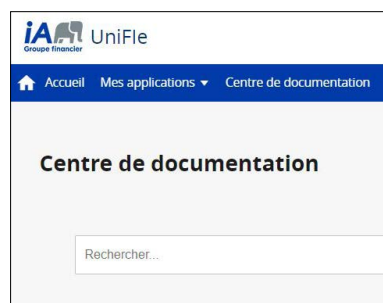 iA
Groupe financier
UniFle
Accueil Mes applications Centre de documentation
Centre de documentation
Rechercher...